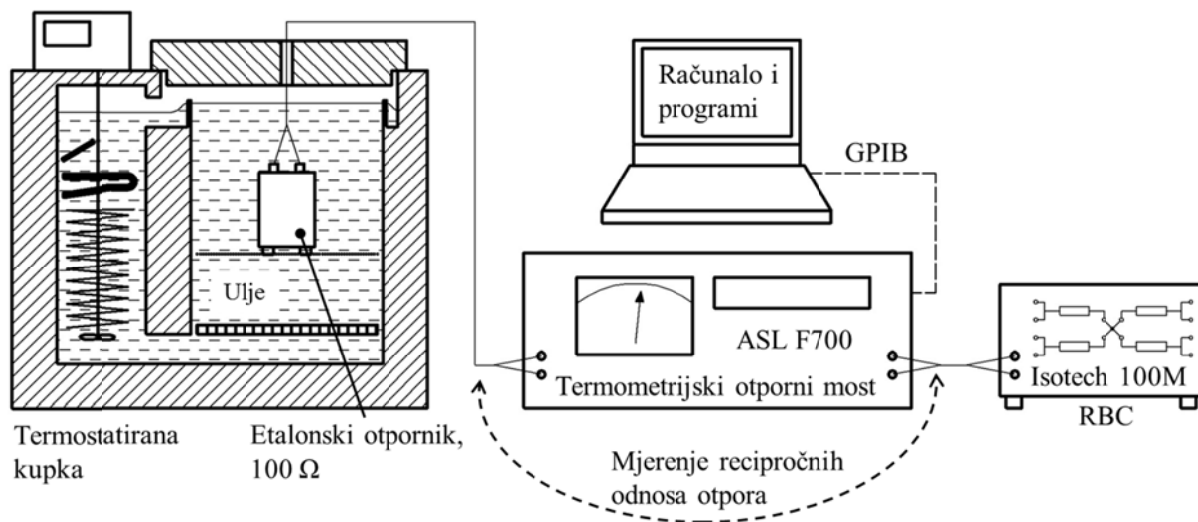 Računalo i
programi
GPIB
Ulje
ASL F700
Termometrijski otporni most
Isotech 100M
RBC
Termostatirana
kupka
Etalonski otpornik,
100 Ω
Mjerenje recipročnih
odnosa otpora